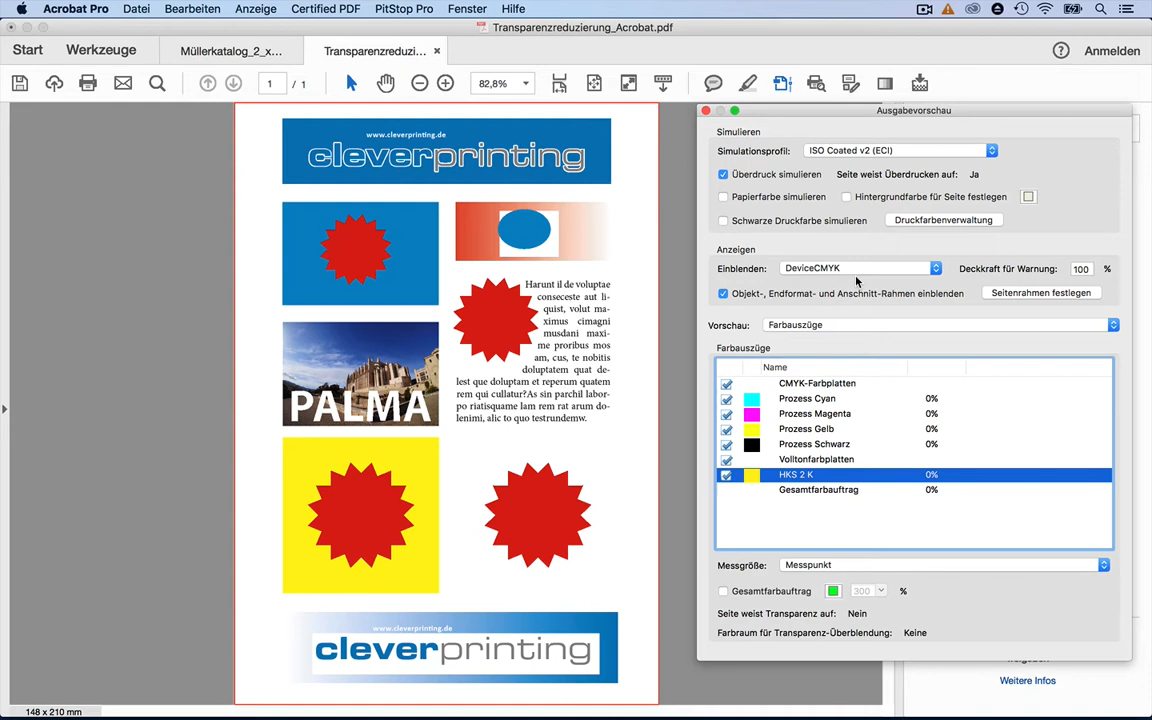 Acrobat Pro Datei Bearbeiten Anzeige Certified PDF PitStop Pro Fenster Hilfe
Transparenzreduzierung_Acrobat.pdf
Start Werkzeuge Müllerkatalog_2_x... Transparenzreduzi... × Anmelden
1 / 1 82,8%
www.cleverprinting.de
cleverprinting
Harunt il de voluptae
conseceste aut li-
quist, volut ma-
ximus cimagni
musdani maxi-
me proribus mos
am, cus, te nobitis
doluptatem quat de-
lest que doluptam et reperum quatem
rem qui cullatur?As sin parchil labor-
po riatisquame lam rem rat arum do-
lenimi, alic to quo testrundemw.
PALMA
www.cleverprinting.de
cleverprinting
148 x 210 mm
Ausgabevorschau
Simulieren
Simulationsprofil: ISO Coated v2 (ECI)
Überdruck simulieren Seite weist Überdrucken auf: Ja
Papierfarbe simulieren Hintergrundfarbe für Seite festlegen
Schwarze Druckfarbe simulieren Druckfarbenverwaltung
Anzeigen
Einblenden: DeviceCMYK Deckkraft für Warnung: 100 %
Objekt-, Endformat- und Anschnitt-Rahmen einblenden Seitenrahmen festlegen
Vorschau: Farbauszüge
Farbauszüge
Name
CMYK-Farbplatten
Prozess Cyan 0%
Prozess Magenta 0%
Prozess Gelb 0%
Prozess Schwarz 0%
Volltonfarbplatten
HKS 2 K 0%
Gesamtfarbauftrag 0%
Messgröße: Messpunkt
Gesamtfarbauftrag 300 %
Seite weist Transparenz auf: Nein
Farbraum für Transparenz-Überblendung: Keine
Weitere Infos